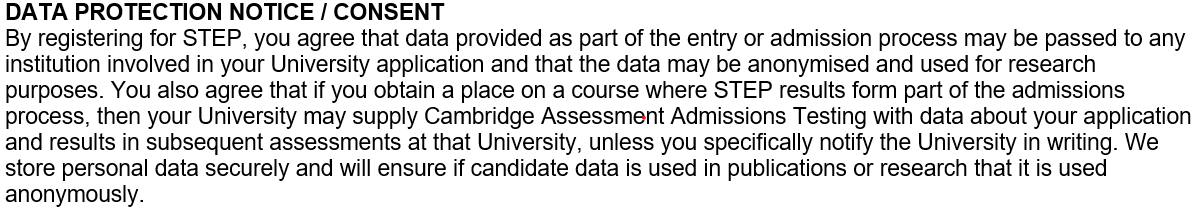 DATA PROTECTION NOTICE / CONSENT
By registering for STEP, you agree that data provided as part of the entry or admission process may be passed to any
institution involved in your University application and that the data may be anonymised and used for research
purposes. You also agree that if you obtain a place on a course where STEP results form part of the admissions
process, then your University may supply Cambridge Assessment Admissions Testing with data about your application
and results in subsequent assessments at that University, unless you specifically notify the University in writing. We
store personal data securely and will ensure if candidate data is used in publications or research that it is used
anonymously.